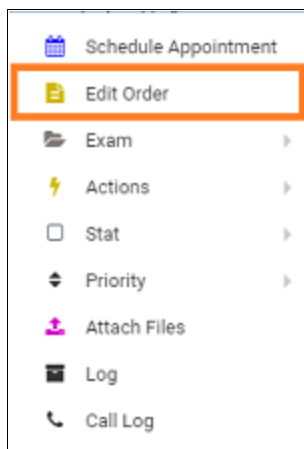 Schedule Appointment
Edit Order
Exam
Actions
Stat
Priority
Attach Files
Log
Call Log